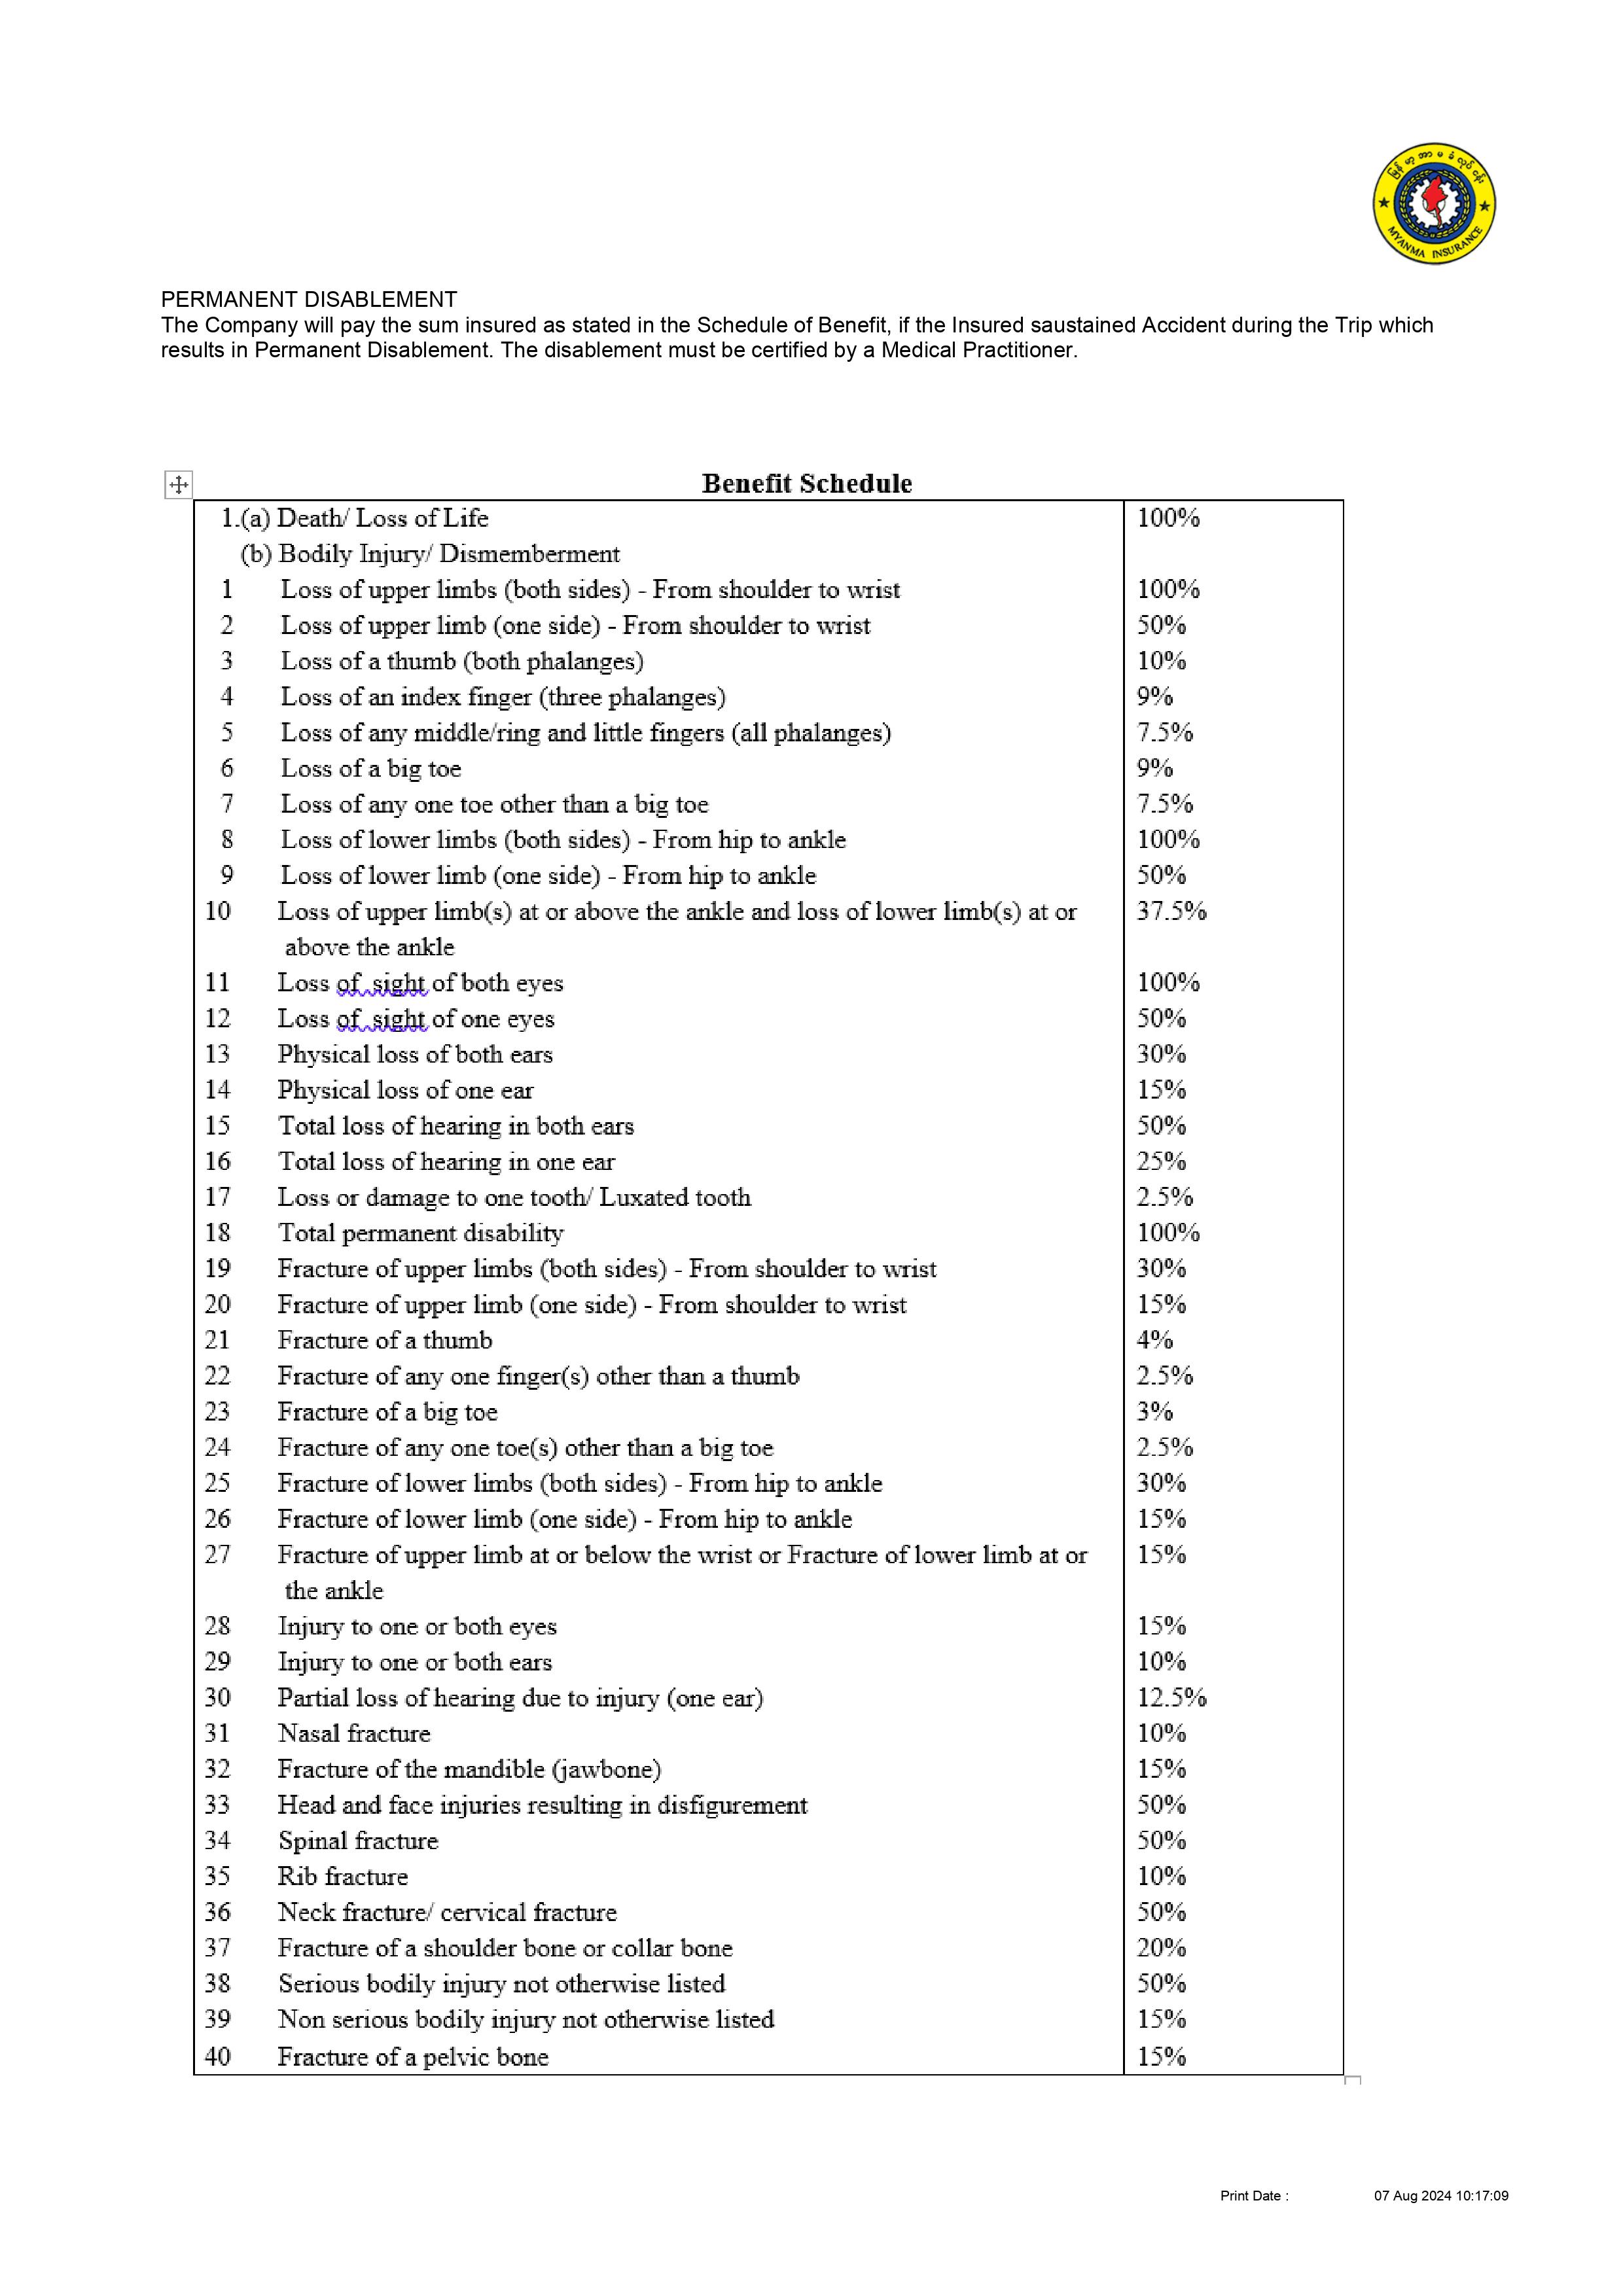 မြန်မာ့အာမခံလုပ်ငန်း
MYANMA INSURANCE
PERMANENT DISABLEMENT
The Company will pay the sum insured as stated in the Schedule of Benefit, if the Insured saustained Accident during the Trip which
results in Permanent Disablement. The disablement must be certified by a Medical Practitioner.
Benefit Schedule
1.(a) Death/ Loss of Life 100%
(b) Bodily Injury/ Dismemberment
1 Loss of upper limbs (both sides) - From shoulder to wrist 100%
2 Loss of upper limb (one side) - From shoulder to wrist 50%
3 Loss of a thumb (both phalanges) 10%
4 Loss of an index finger (three phalanges) 9%
5 Loss of any middle/ring and little fingers (all phalanges) 7.5%
6 Loss of a big toe 9%
7 Loss of any one toe other than a big toe 7.5%
8 Loss of lower limbs (both sides) - From hip to ankle 100%
9 Loss of lower limb (one side) - From hip to ankle 50%
10 Loss of upper limb(s) at or above the ankle and loss of lower limb(s) at or 37.5%
above the ankle
11 Loss of sight of both eyes 100%
12 Loss of sight of one eyes 50%
13 Physical loss of both ears 30%
14 Physical loss of one ear 15%
15 Total loss of hearing in both ears 50%
16 Total loss of hearing in one ear 25%
17 Loss or damage to one tooth/ Luxated tooth 2.5%
18 Total permanent disability 100%
19 Fracture of upper limbs (both sides) - From shoulder to wrist 30%
20 Fracture of upper limb (one side) - From shoulder to wrist 15%
21 Fracture of a thumb 4%
22 Fracture of any one finger(s) other than a thumb 2.5%
23 Fracture of a big toe 3%
24 Fracture of any one toe(s) other than a big toe 2.5%
25 Fracture of lower limbs (both sides) - From hip to ankle 30%
26 Fracture of lower limb (one side) - From hip to ankle 15%
27 Fracture of upper limb at or below the wrist or Fracture of lower limb at or 15%
the ankle
28 Injury to one or both eyes 15%
29 Injury to one or both ears 10%
30 Partial loss of hearing due to injury (one ear) 12.5%
31 Nasal fracture 10%
32 Fracture of the mandible (jawbone) 15%
33 Head and face injuries resulting in disfigurement 50%
34 Spinal fracture 50%
35 Rib fracture 10%
36 Neck fracture/ cervical fracture 50%
37 Fracture of a shoulder bone or collar bone 20%
38 Serious bodily injury not otherwise listed 50%
39 Non serious bodily injury not otherwise listed 15%
40 Fracture of a pelvic bone 15%
Print Date : 07 Aug 2024 10:17:09